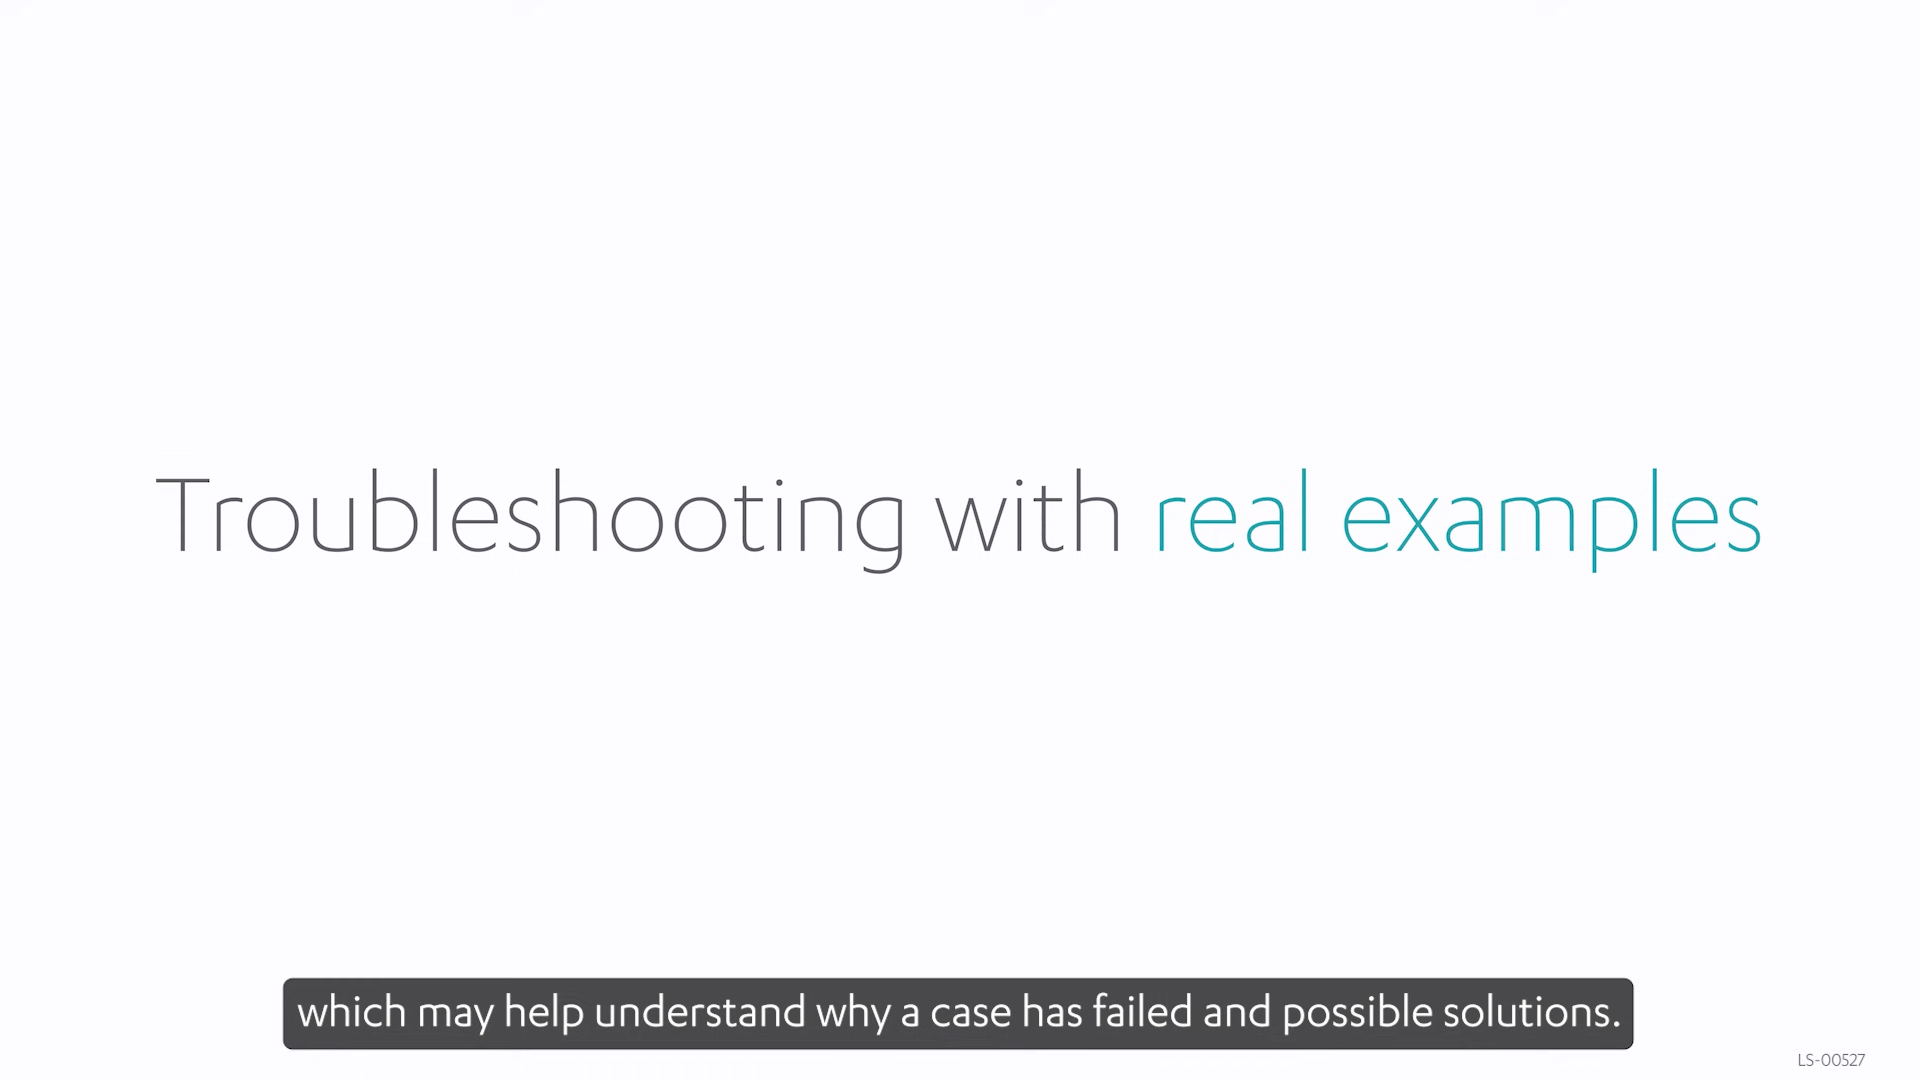 Troubleshooting with real examples
which may help understand why a case has failed and possible solutions.
LS-00527